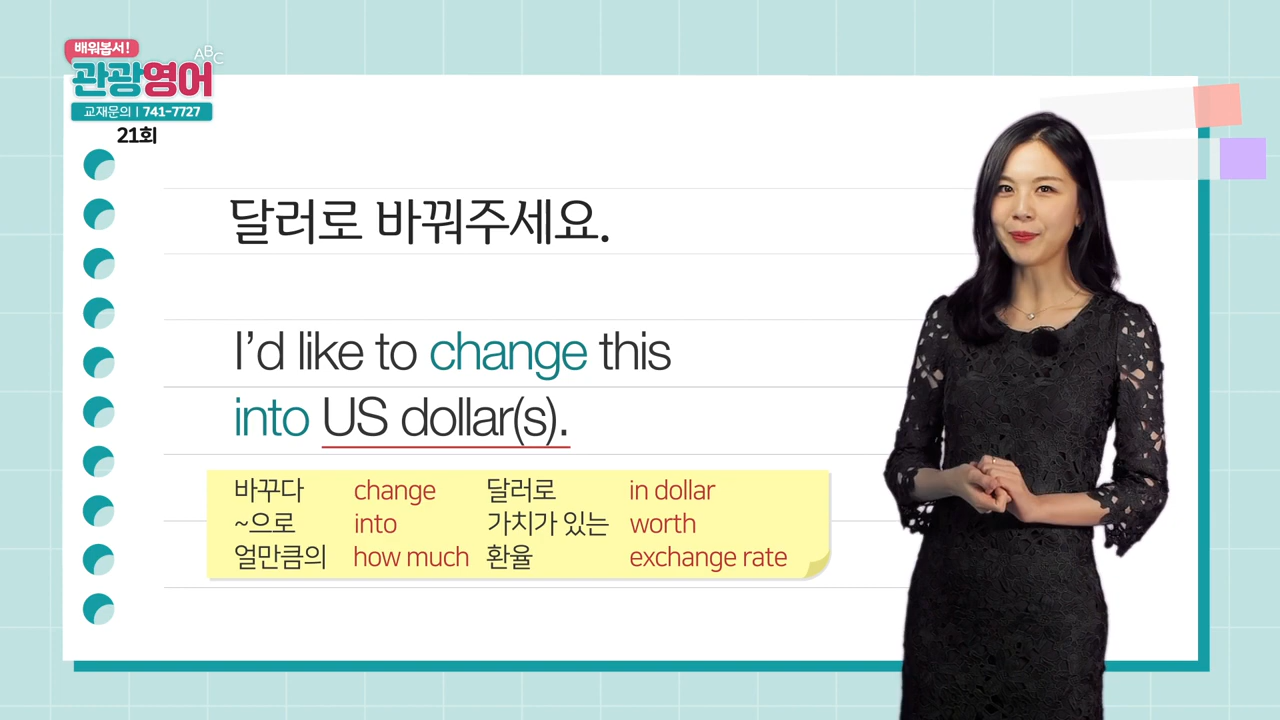 배워봅서!
ABC
관광영어
교재문의 | 741-7727
21회
달러로 바꿔주세요.
I'd like to change this
into US dollar(s).
바꾸다 change 달러로 in dollar
~으로 into 가치가 있는 worth
얼만큼의 how much 환율 exchange rate